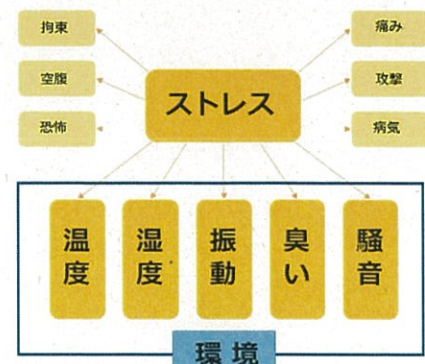 拘束
痛み
空腹
ストレス
攻撃
恐怖
病気
温度
湿度
振動
臭い
騒音
環境